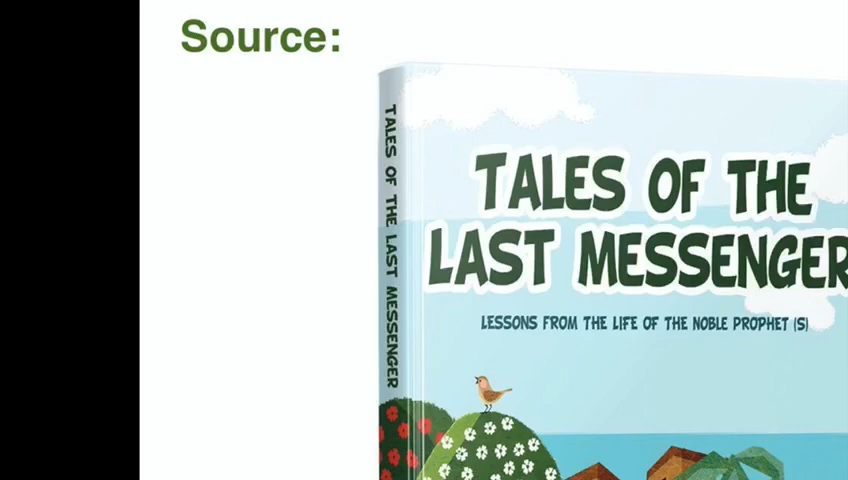 Source:
TALES OF THE LAST MESSENGER
TALES OF THE
LAST MESSENGER
LESSONS FROM THE LIFE OF THE NOBLE PROPHET (S)